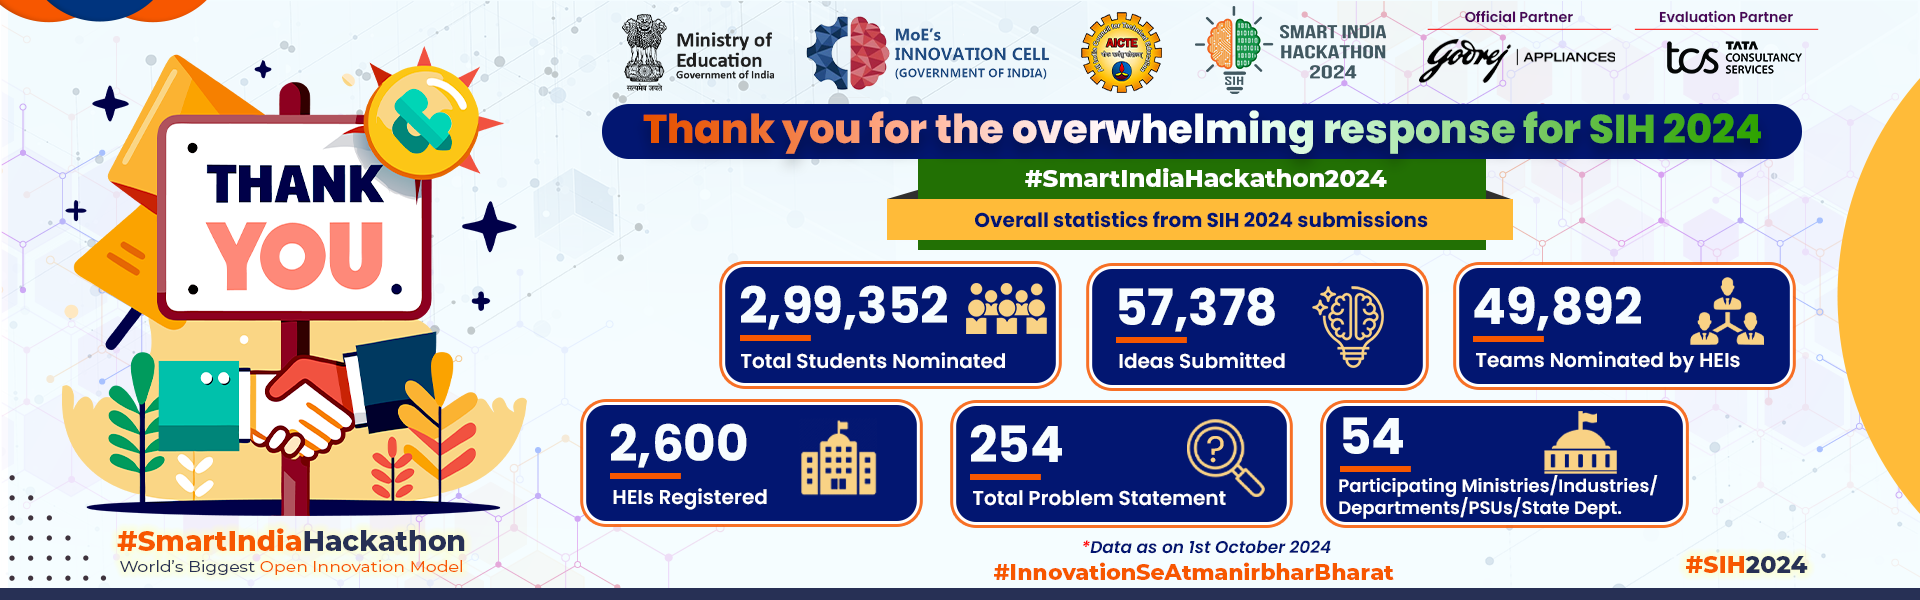 THANK
YOU
#SmartIndiaHackathon
World's Biggest Open Innovation Model
सत्यमेव जयते
Ministry of
Education
Government of India
MoE's
INNOVATION CELL
(GOVERNMENT OF INDIA)
AICTE
SIH
SMART INDIA
HACKATHON
2024
Official Partner
Godrej | APPLIANCES
Evaluation Partner
tcs TATA
CONSULTANCY
SERVICES
Thank you for the overwhelming response for SIH 2024
#SmartIndiaHackathon2024
Overall statistics from SIH 2024 submissions
2,99,352
Total Students Nominated
57,378
Ideas Submitted
49,892
Teams Nominated by HEIs
2,600
HEIs Registered
254
Total Problem Statement
54
Participating Ministries/Industries/
Departments/PSUs/State Dept.
*Data as on 1st October 2024
#InnovationSeAtmanirbharBharat
#SIH2024